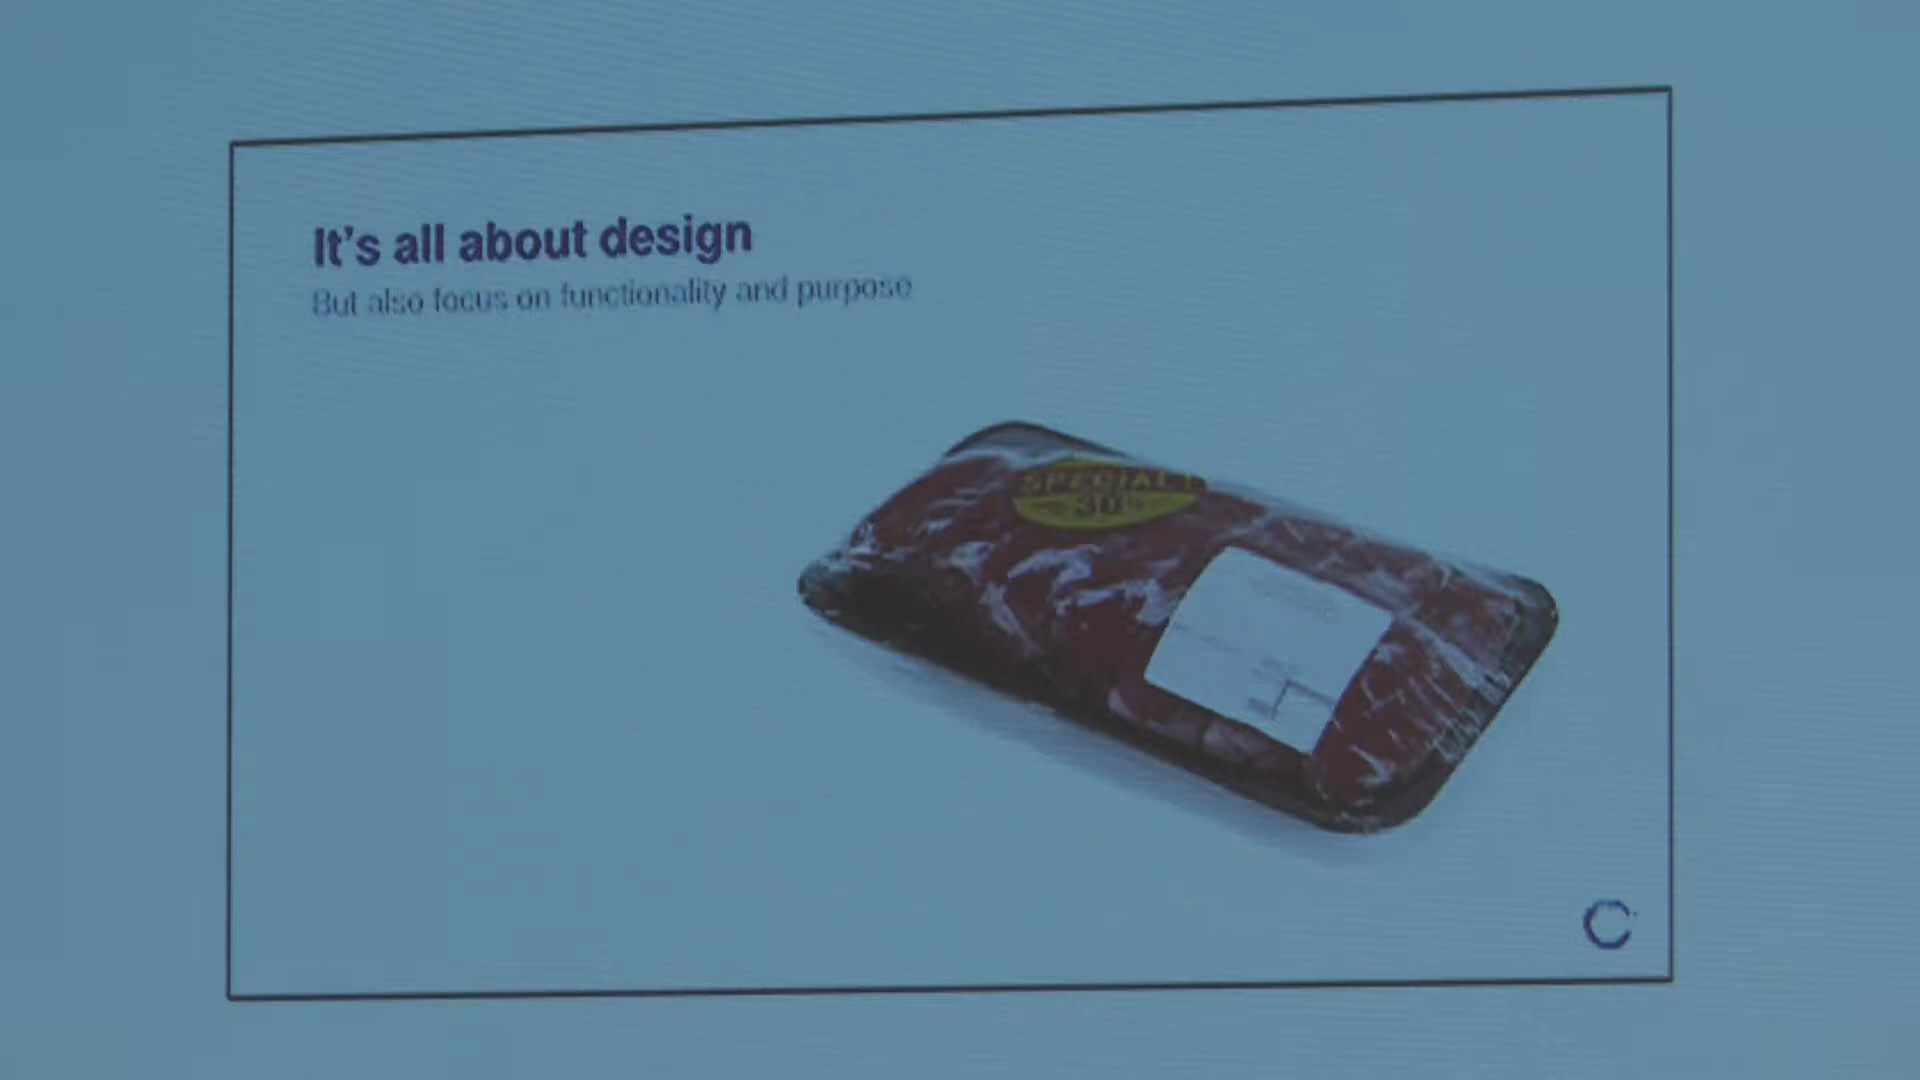 It's all about design
But also focus on functionality and purpose
SPECIAL
30